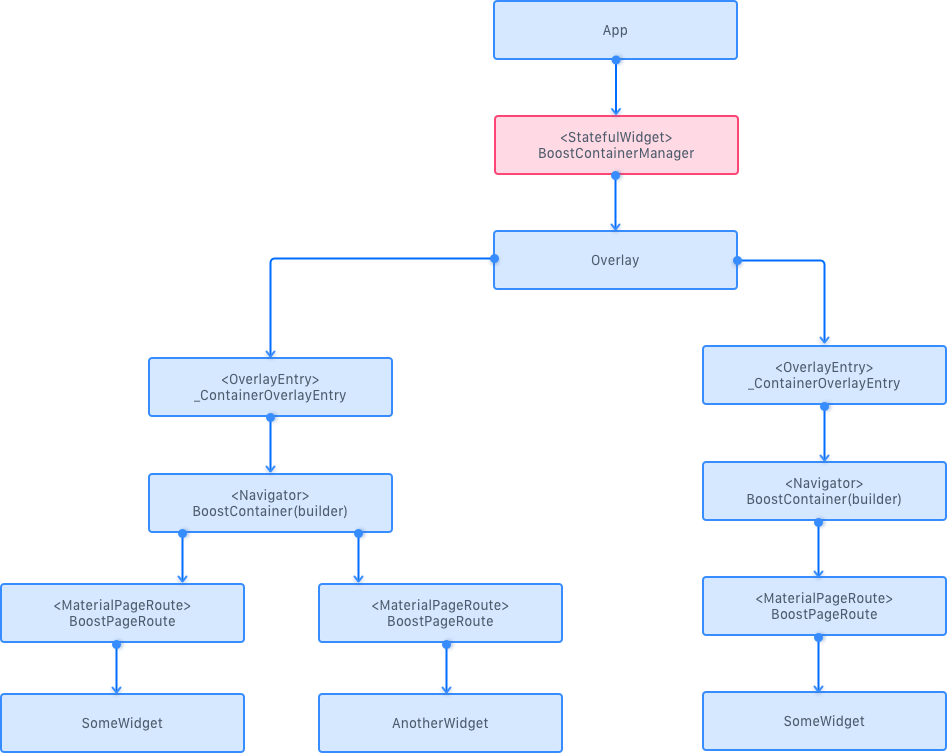 App
<StatefulWidget>
BoostContainerManager
Overlay
<OverlayEntry>
_ContainerOverlayEntry
<OverlayEntry>
_ContainerOverlayEntry
<Navigator>
BoostContainer(builder)
<Navigator>
BoostContainer(builder)
<MaterialPageRoute>
BoostPageRoute
<MaterialPageRoute>
BoostPageRoute
<MaterialPageRoute>
BoostPageRoute
SomeWidget
AnotherWidget
SomeWidget